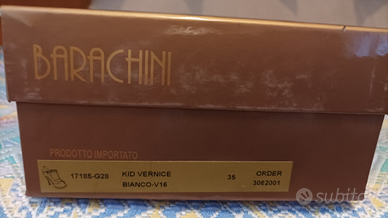 BARACHINI
PRODOTTO IMPORTATO
17185-G28 KID VERNICE 35 ORDER
BIANCO-V16 3062001
subito